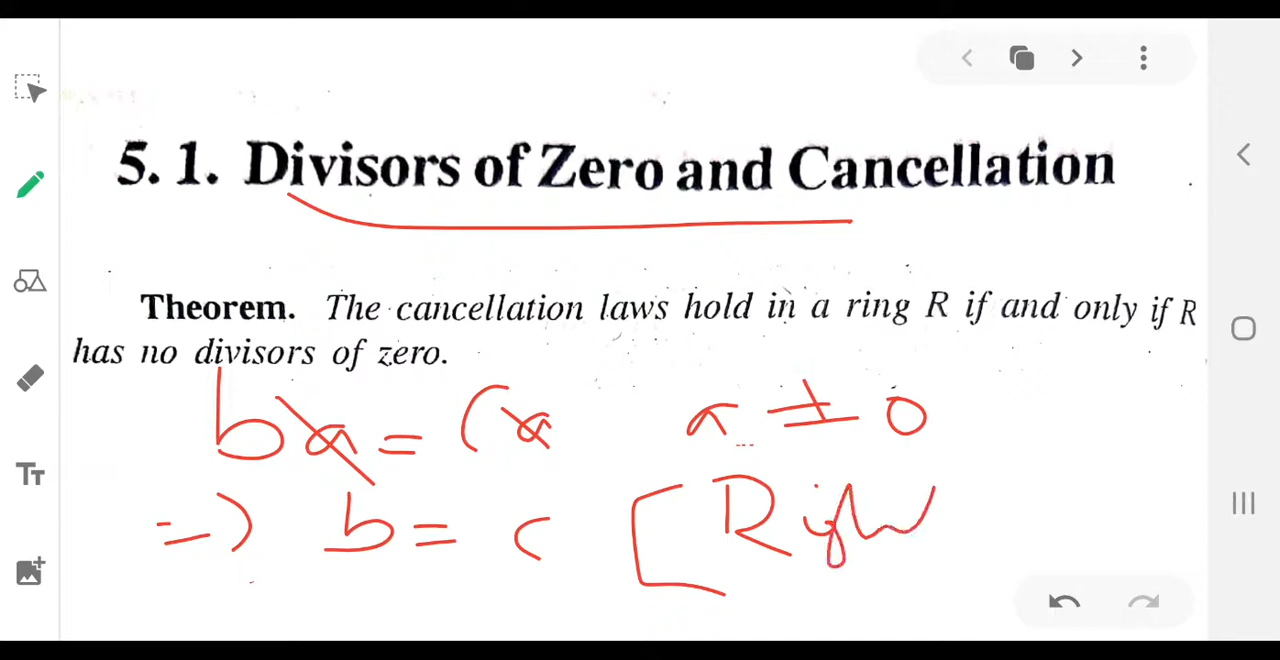 5.1. Divisors of Zero and Cancellation
Theorem. The cancellation laws hold in a ring R if and only if R
has no divisors of zero.
ba = ca a ≠ 0
=> b = c [Right